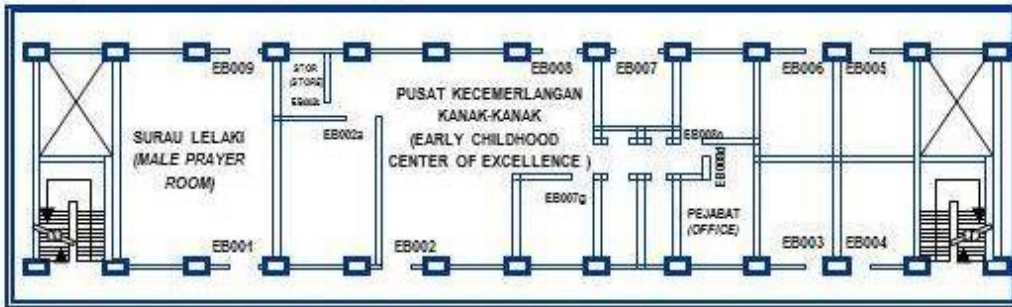 EB009
STOR
(STORE)
EB002a
SURAU LELAKI
(MALE PRAYER
ROOM)
EB001
PUSAT KECEMERLANGAN
KANAK-KANAK
(EARLY CHILDHOOD
CENTER OF EXCELLENCE )
EB002
EB008
EB007
EB007g
PEJABAT
(OFFICE)
EB006
EB005
EB003
EB004